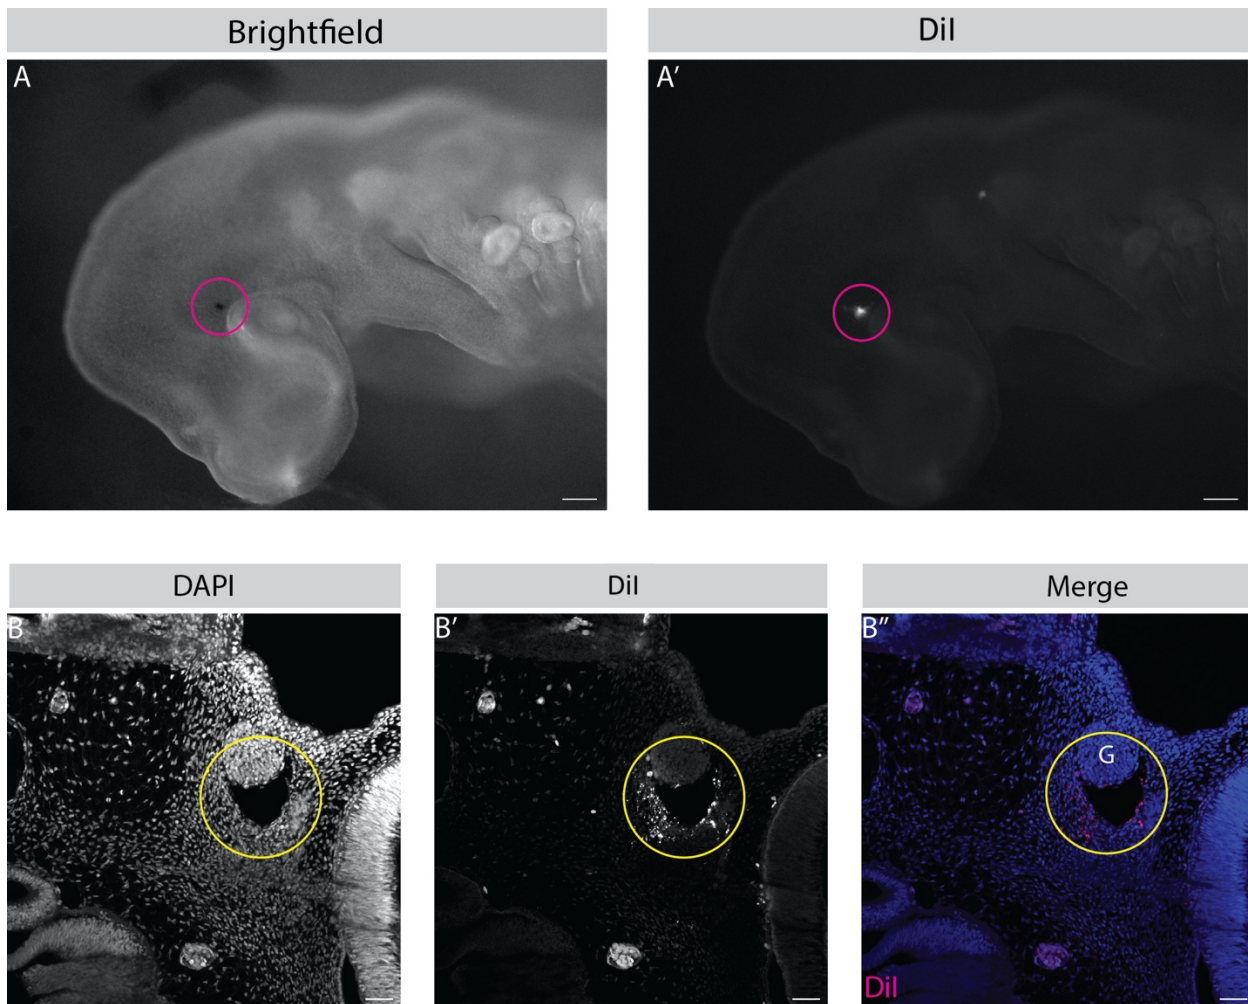 Brightfield
DiI
A
A′
DAPI
DiI
Merge
B
B′
B″
G
DiI